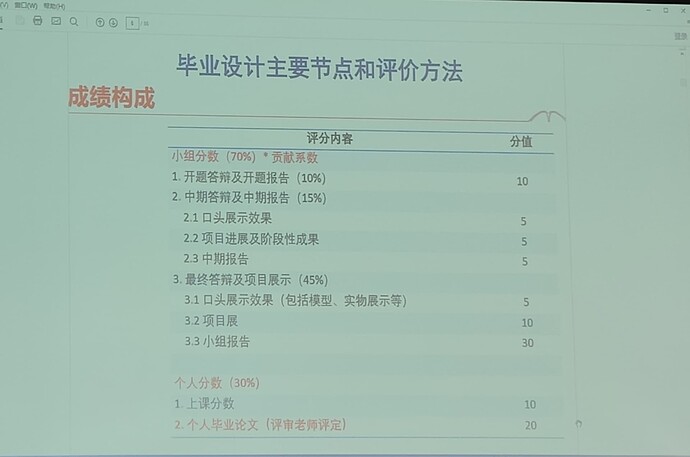 窗口(W) 帮助(H)
登录
毕业设计主要节点和评价方法
成绩构成
评分内容 分值
小组分数（70%）* 贡献系数
1. 开题答辩及开题报告（10%） 10
2. 中期答辩及中期报告（15%）
2.1 口头展示效果 5
2.2 项目进展及阶段性成果 5
2.3 中期报告 5
3. 最终答辩及项目展示（45%）
3.1 口头展示效果（包括模型、实物展示等） 5
3.2 项目展 10
3.3 小组报告 30
个人分数（30%）
1. 上课分数 10
2. 个人毕业论文（评审老师评定） 20